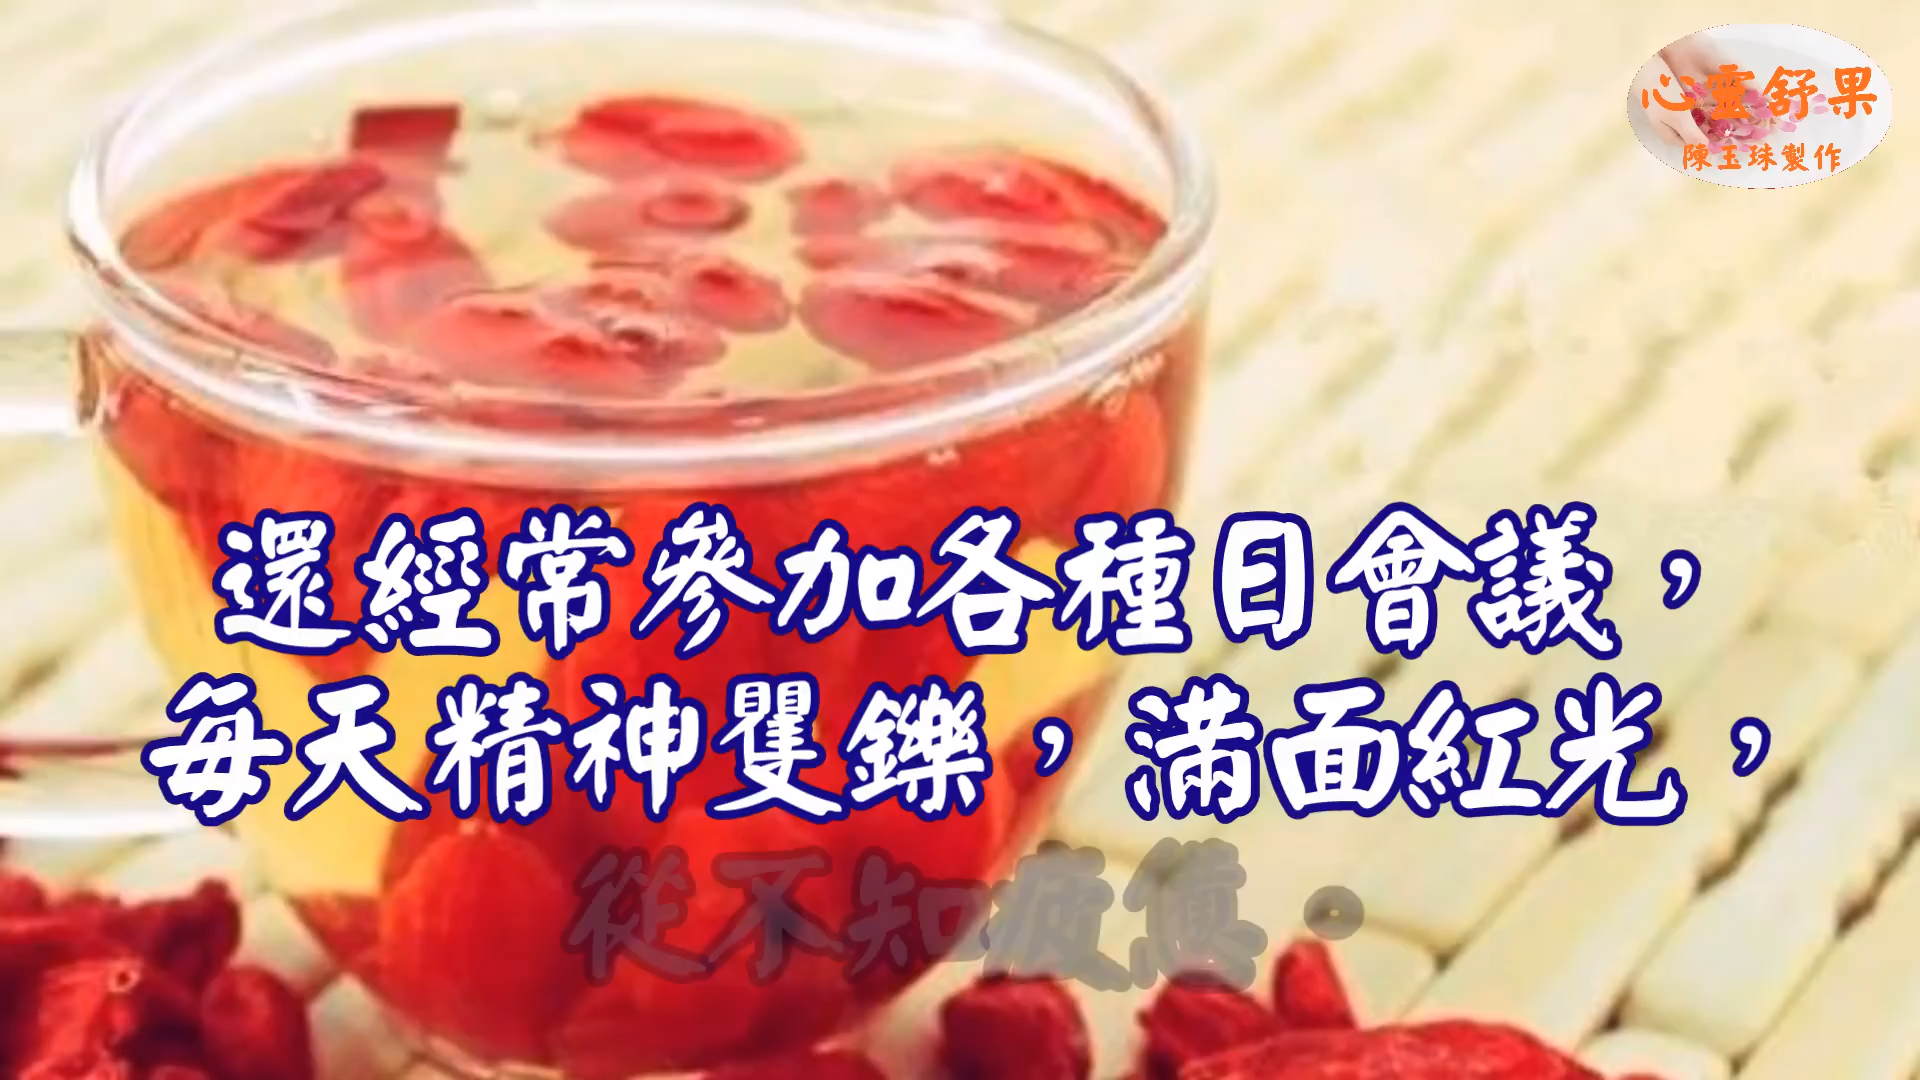 心靈舒果
陳玉珠製作
還經常參加各種目會議，
每天精神矍鑠，滿面紅光，
從不知疲憊。